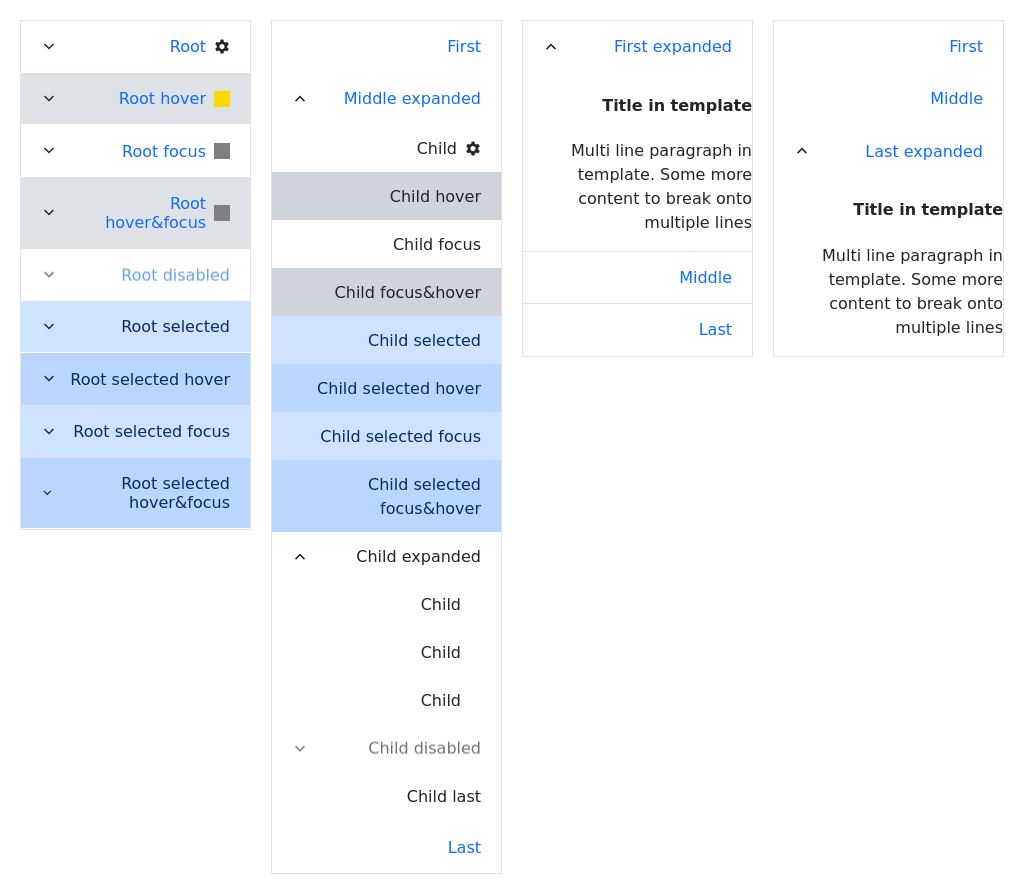 Root
Root hover
Root focus
Root
hover&focus
Root disabled
Root selected
Root selected hover
Root selected focus
Root selected
hover&focus
First
Middle expanded
Child
Child hover
Child focus
Child focus&hover
Child selected
Child selected hover
Child selected focus
Child selected
focus&hover
Child expanded
Child
Child
Child
Child disabled
Child last
Last
First expanded
Title in template
Multi line paragraph in
template. Some more
content to break onto
multiple lines
Middle
Last
First
Middle
Last expanded
Title in template
Multi line paragraph in
template. Some more
content to break onto
multiple lines